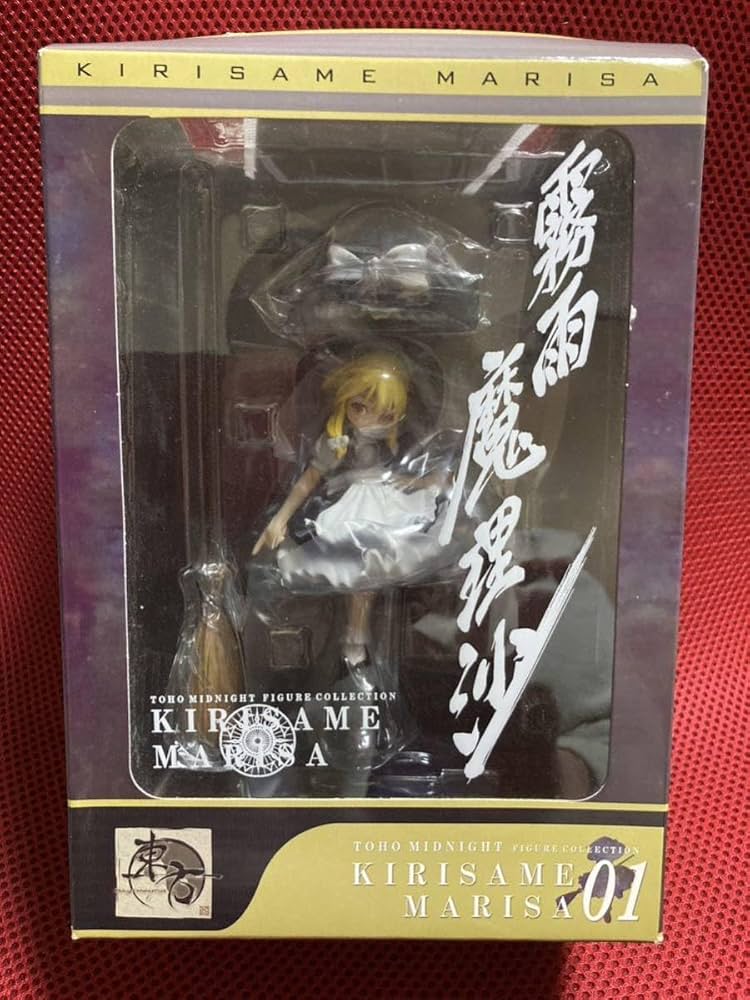 KIRISAME MARISA
霧雨
魔理沙
TOHO MIDNIGHT FIGURE COLLECTION
KIRISAME
MARISA
東方
TOHO MIDNIGHT FIGURE COLLECTION
KIRISAME
MARISA 01